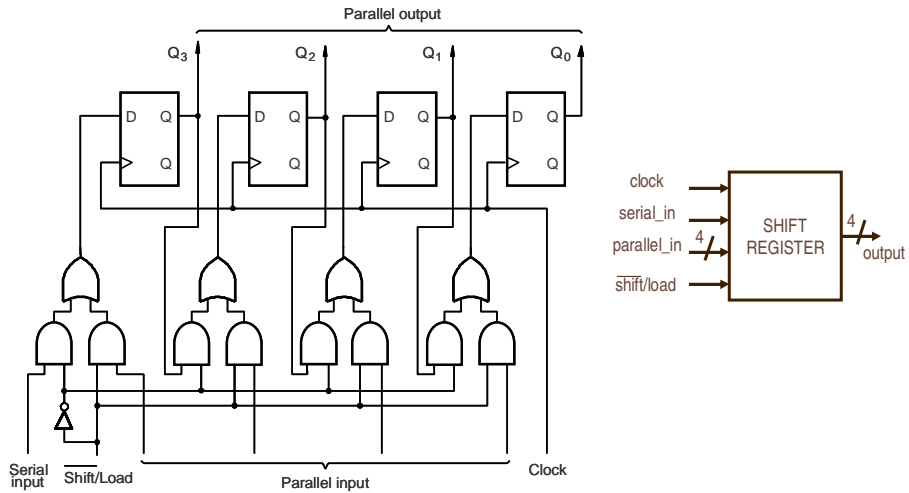 Parallel output
Q3 Q2 Q1 Q0
D Q D Q D Q D Q
Q Q Q Q
Serial input
Shift/Load
Parallel input
Clock
clock
serial_in
parallel_in
4
shift/load
SHIFT
REGISTER
4
output